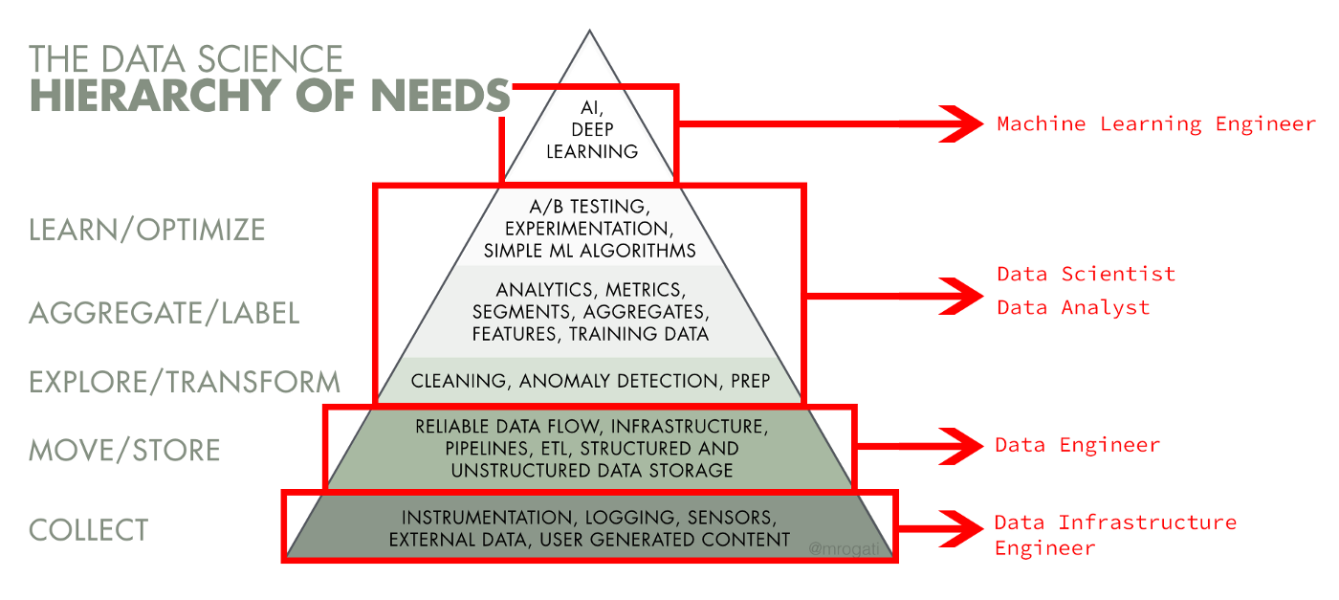 THE DATA SCIENCE
HIERARCHY OF NEEDS
AI,
DEEP
LEARNING
Machine Learning Engineer
LEARN/OPTIMIZE
A/B TESTING,
EXPERIMENTATION,
SIMPLE ML ALGORITHMS
AGGREGATE/LABEL
ANALYTICS, METRICS,
SEGMENTS, AGGREGATES,
FEATURES, TRAINING DATA
Data Scientist
Data Analyst
EXPLORE/TRANSFORM
CLEANING, ANOMALY DETECTION, PREP
MOVE/STORE
RELIABLE DATA FLOW, INFRASTRUCTURE,
PIPELINES, ETL, STRUCTURED AND
UNSTRUCTURED DATA STORAGE
Data Engineer
COLLECT
INSTRUMENTATION, LOGGING, SENSORS,
EXTERNAL DATA, USER GENERATED CONTENT
@mrogati
Data Infrastructure
Engineer